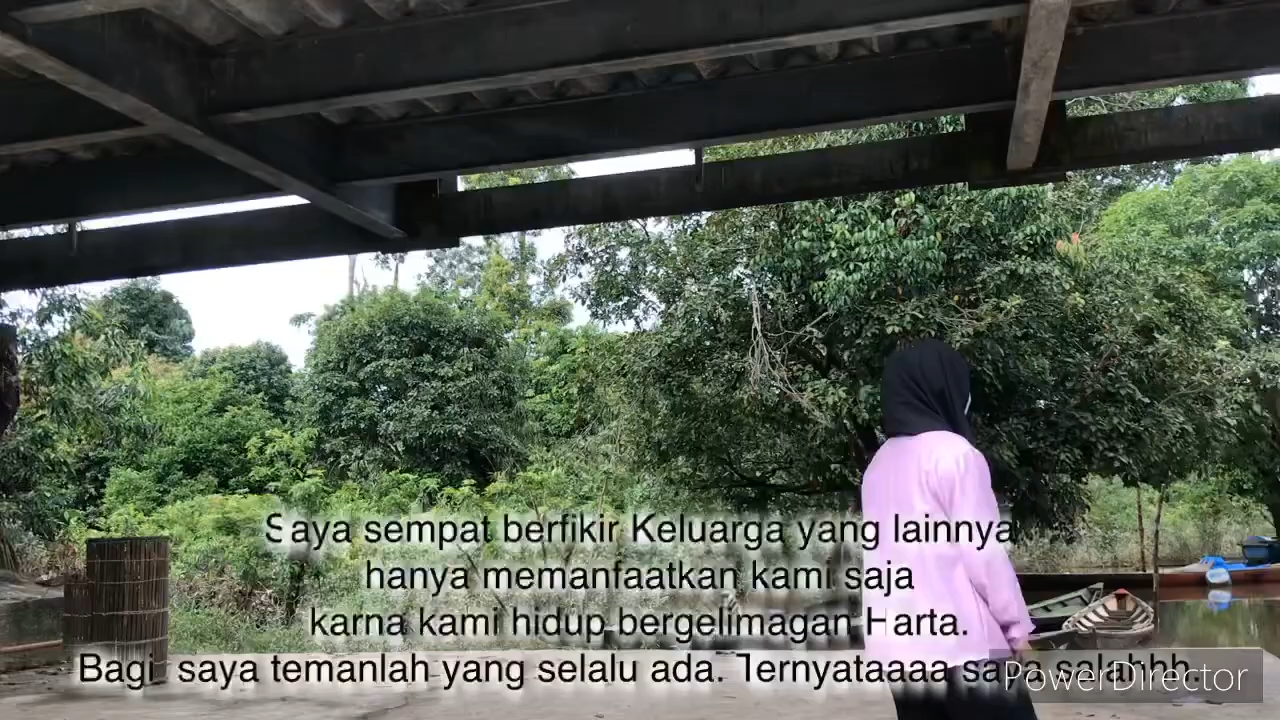 Saya sempat berfikir Keluarga yang lainnya
hanya memanfaatkan kami saja
karna kami hidup bergelimagan Harta.
Bagi saya temanlah yang selalu ada. Ternyataaaa saya salahhh.
PowerDirector